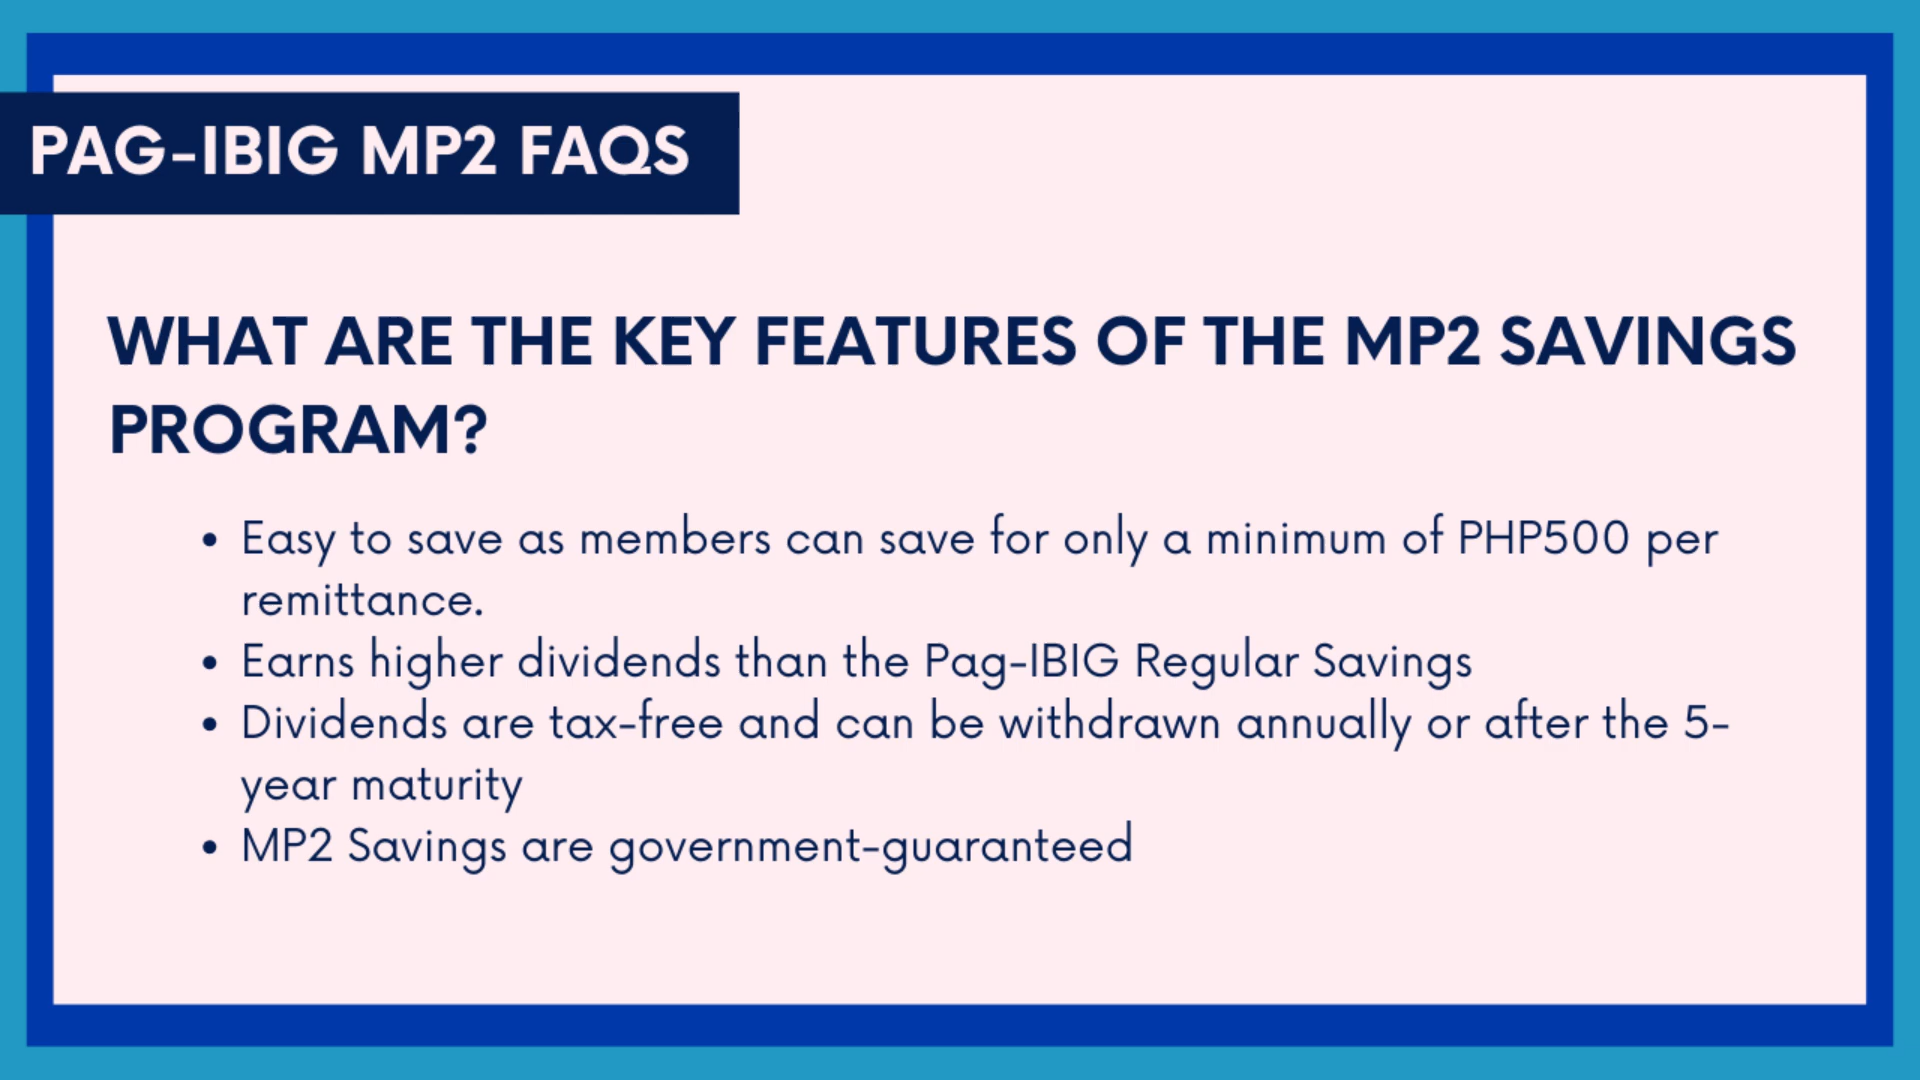 PAG-IBIG MP2 FAQS
WHAT ARE THE KEY FEATURES OF THE MP2 SAVINGS
PROGRAM?
• Easy to save as members can save for only a minimum of PHP500 per
remittance.
• Earns higher dividends than the Pag-IBIG Regular Savings
• Dividends are tax-free and can be withdrawn annually or after the 5-
year maturity
• MP2 Savings are government-guaranteed